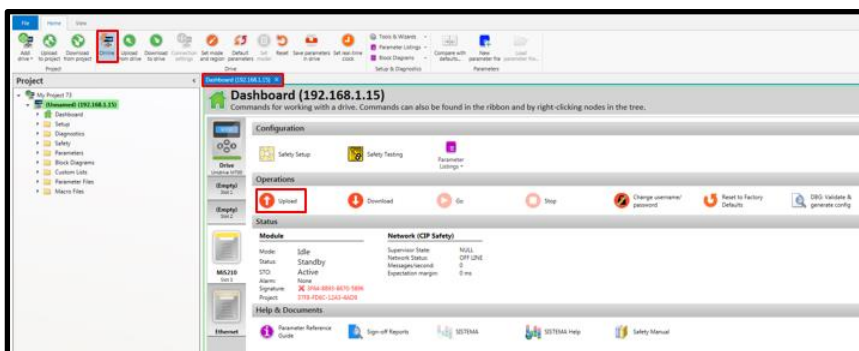 File Home View
Add drive Upload to project Download from project Online Upload from drive Download to drive Connection settings Set mode and region Default parameters Set model Reset Save parameters in drive Set real-time clock Tools & Wizards Parameter Listings Block Diagrams Compare with defaults... New parameter file Load parameter file...
Project Drive Setup & Diagnostics Parameters
Project
Dashboard (192.168.1.15) ×
My Project 73
(Unnamed) (192.168.1.15)
Dashboard
Setup
Diagnostics
Safety
Parameters
Block Diagrams
Custom Lists
Parameter Files
Macro Files
Dashboard (192.168.1.15)
Commands for working with a drive. Commands can also be found in the ribbon and by right-clicking nodes in the tree.
Drive
Unidrive M700
(Empty)
Slot 1
(Empty)
Slot 2
MiS210
Slot 3
Ethernet
Configuration
Safety Setup Safety Testing Parameter Listings
Operations
Upload Download Go Stop Change username/ password Reset to Factory Defaults DBG Validate & generate config
Status
Module Network (CIP Safety)
Mode: Idle Supervisor State: NULL
Status: Standby Network Status: OFF LINE
STO: Active Messages/second: 0
Alarm: None Expectation margin: 0 ms
Signature:
Project:
Help & Documents
Parameter Reference Guide Sign-off Reports SISTEMA SISTEMA Help Safety Manual